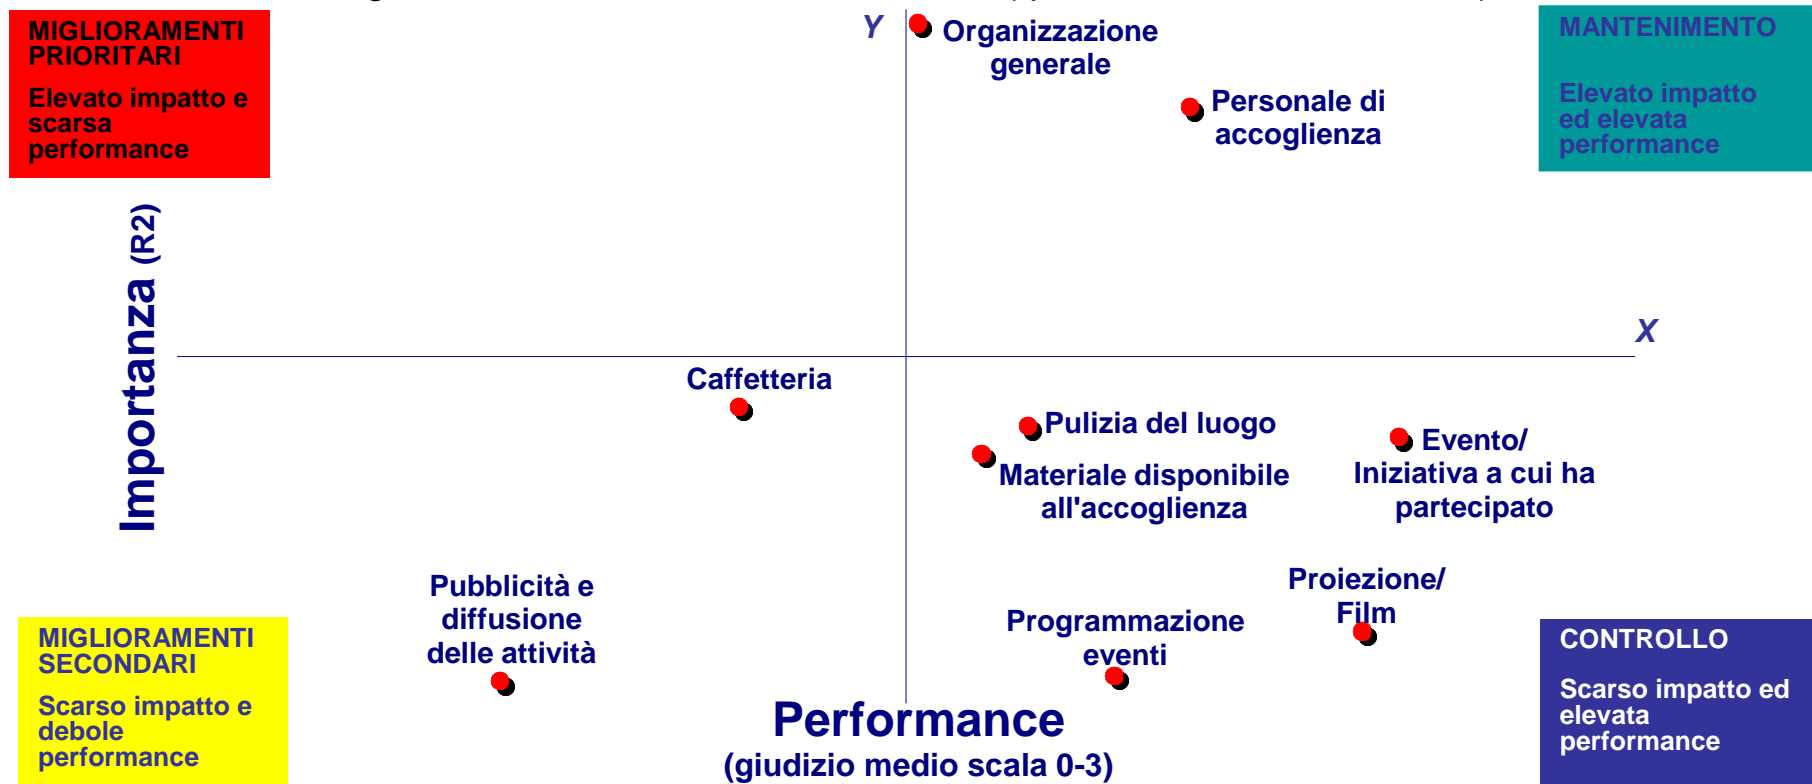 MIGLIORAMENTI
PRIORITARI
Elevato impatto e
scarsa
performance
Y
Organizzazione
generale
Personale di
accoglienza
MANTENIMENTO
Elevato impatto
ed elevata
performance
Importanza (R2)
X
Caffetteria
Pulizia del luogo
Materiale disponibile
all'accoglienza
Evento/
Iniziativa a cui ha
partecipato
Pubblicità e
diffusione
delle attività
Programmazione
eventi
Proiezione/
Film
MIGLIORAMENTI
SECONDARI
Scarso impatto e
debole
performance
Performance
(giudizio medio scala 0-3)
CONTROLLO
Scarso impatto ed
elevata
performance